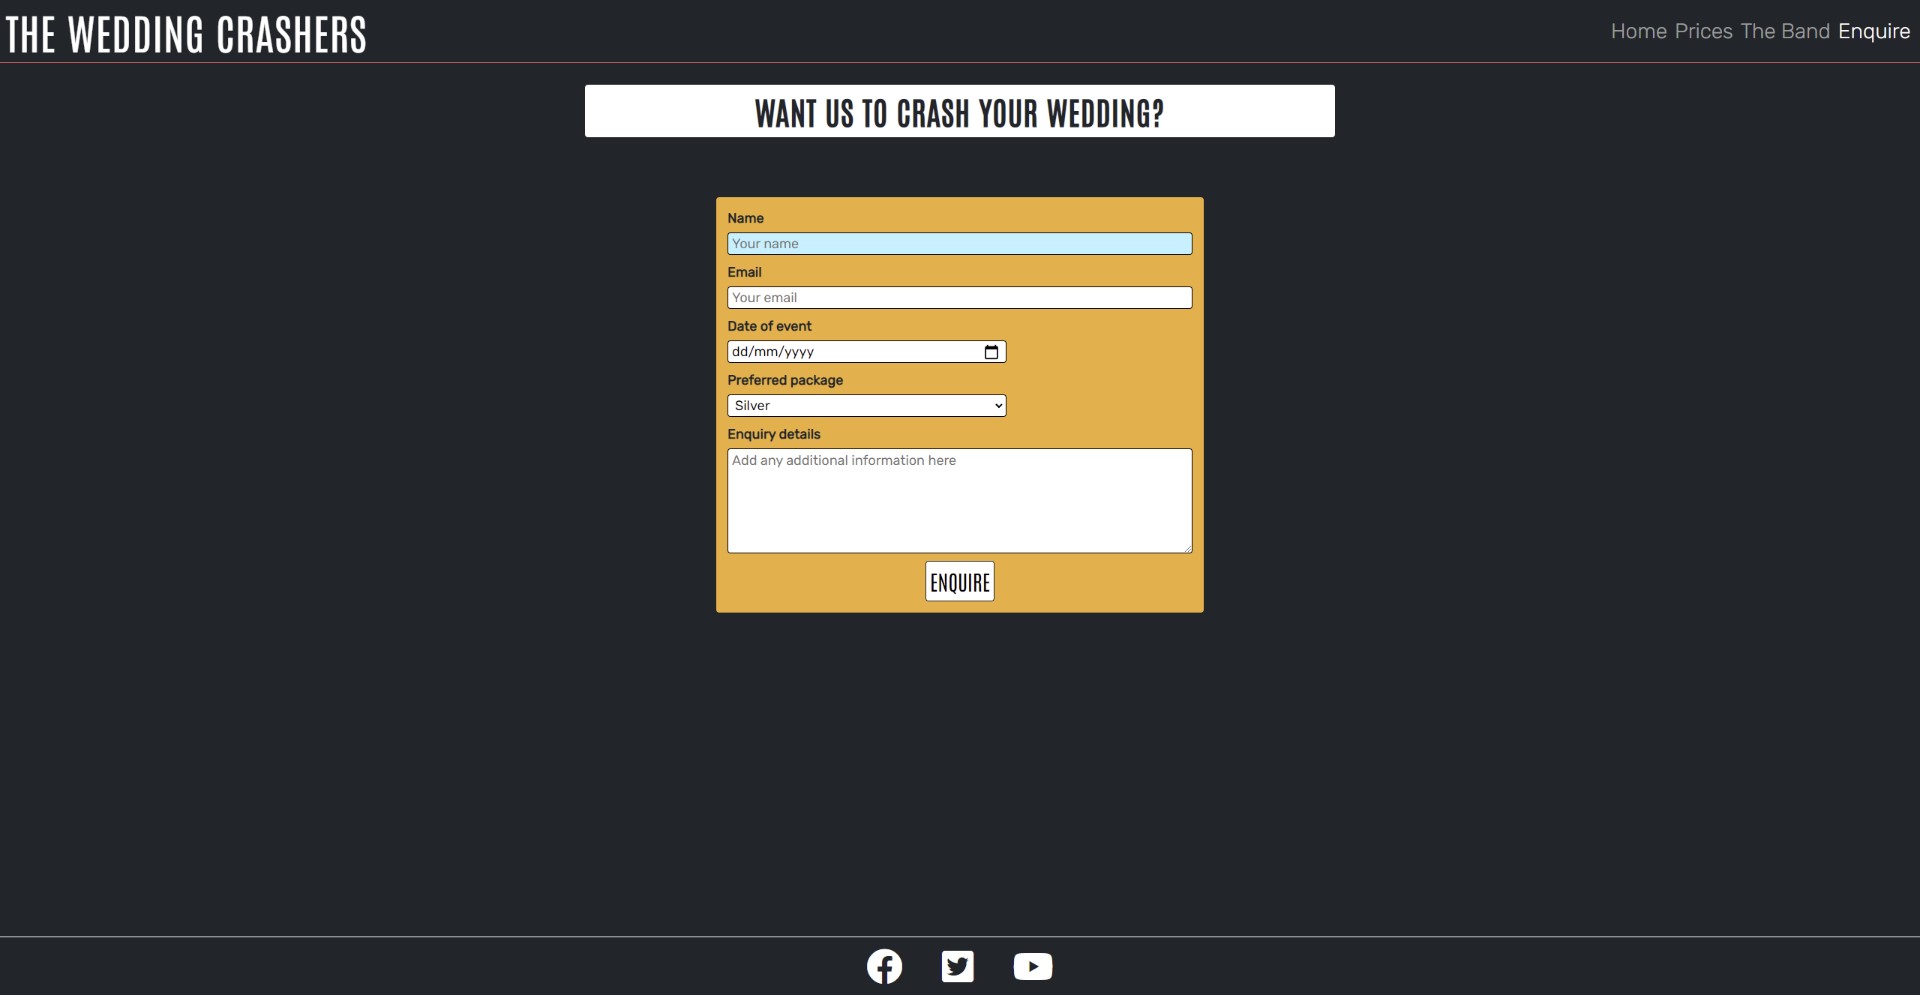 THE WEDDING CRASHERS
Home Prices The Band Enquire
WANT US TO CRASH YOUR WEDDING?
Name
Your name
Email
Your email
Date of event
dd/mm/yyyy
Preferred package
Silver
Enquiry details
Add any additional information here
ENQUIRE